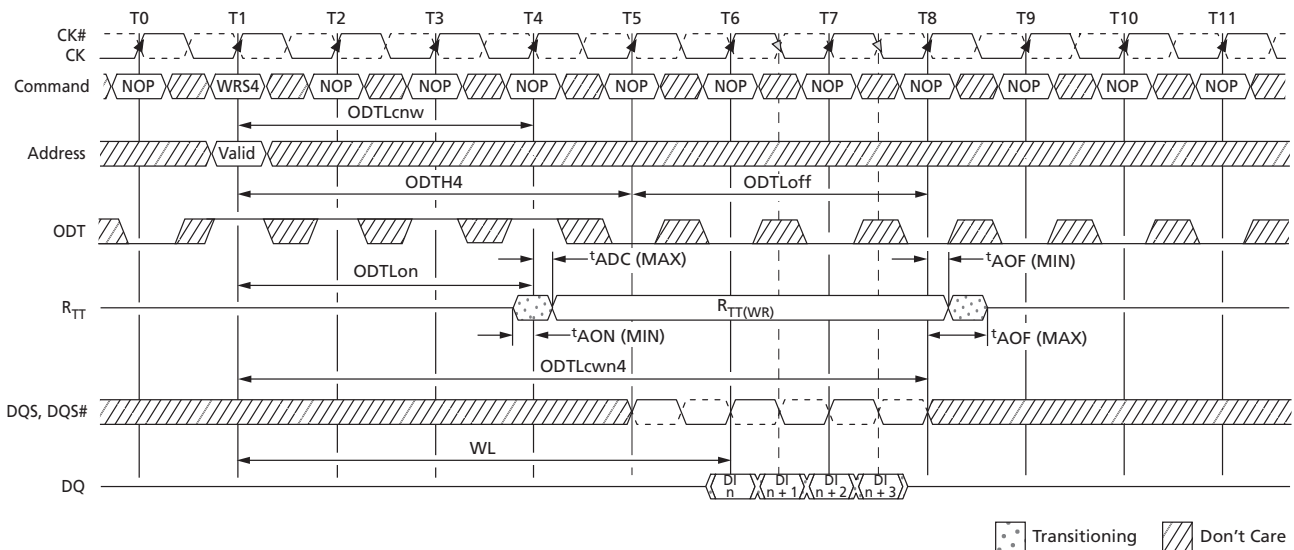 T0 T1 T2 T3 T4 T5 T6 T7 T8 T9 T10 T11
CK#
CK
Command NOP WRS4 NOP NOP NOP NOP NOP NOP NOP NOP NOP NOP
ODTLcnw
Address Valid
ODTH4 ODTLoff
ODT
ODTLon tADC (MAX) tAOF (MIN)
RTT RTT(WR)
tAON (MIN) tAOF (MAX)
ODTLcwn4
DQS, DQS#
WL
DQ DI n DI n + 1 DI n + 2 DI n + 3
Transitioning Don't Care